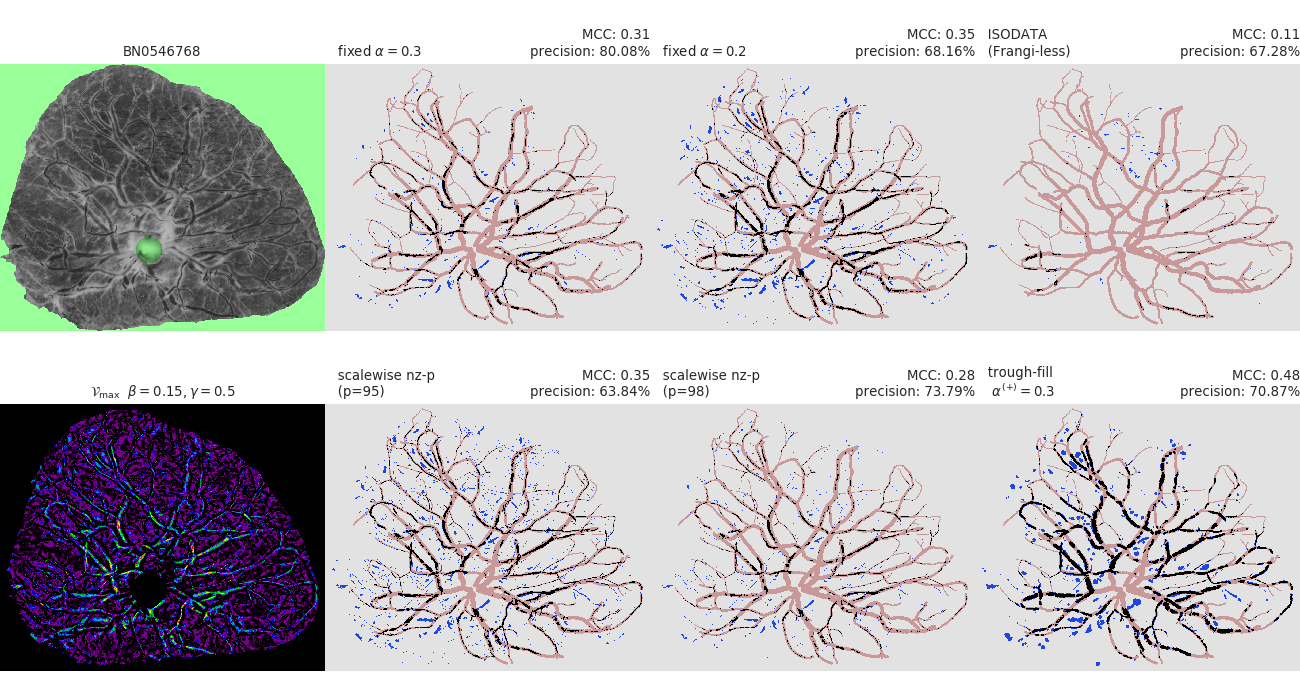 BN0546768
fixed α = 0.3
MCC: 0.31
precision: 80.08%
fixed α = 0.2
MCC: 0.35
precision: 68.16%
ISODATA
(Frangi-less)
MCC: 0.11
precision: 67.28%
𝒱max β = 0.15, γ = 0.5
scalewise nz-p
(p=95)
MCC: 0.35
precision: 63.84%
scalewise nz-p
(p=98)
MCC: 0.28
precision: 73.79%
trough-fill
α(+) = 0.3
MCC: 0.48
precision: 70.87%